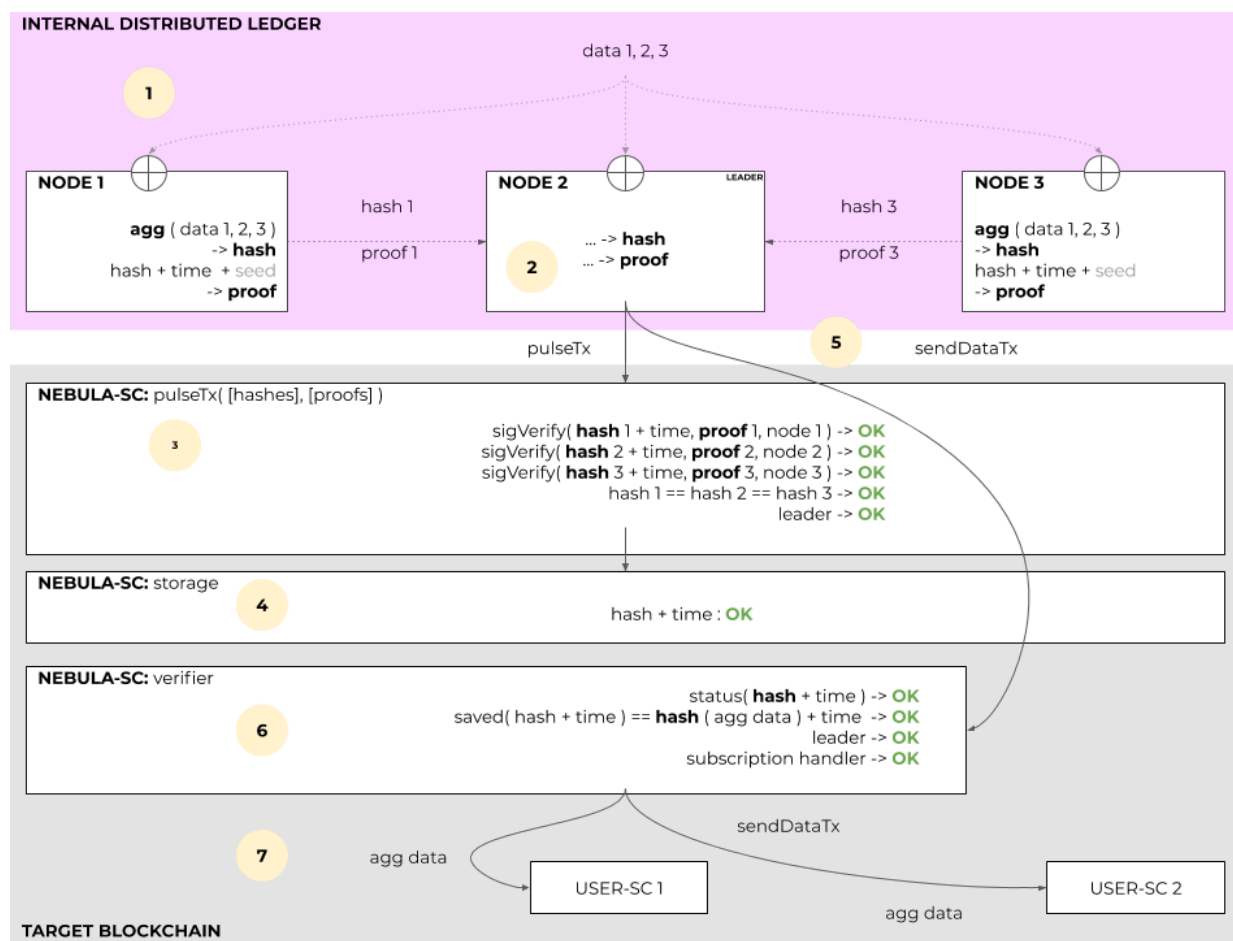 INTERNAL DISTRIBUTED LEDGER
data 1, 2, 3
1
NODE 1
agg ( data 1, 2, 3 )
-> hash
hash + time + seed
-> proof
hash 1
proof 1
NODE 2
LEADER
... -> hash
... -> proof
2
hash 3
proof 3
NODE 3
agg ( data 1, 2, 3 )
-> hash
hash + time + seed
-> proof
pulseTx
5
sendDataTx
NEBULA-SC: pulseTx( [hashes], [proofs] )
3
sigVerify( hash 1 + time, proof 1, node 1 ) -> OK
sigVerify( hash 2 + time, proof 2, node 2 ) -> OK
sigVerify( hash 3 + time, proof 3, node 3 ) -> OK
hash 1 == hash 2 == hash 3 -> OK
leader -> OK
NEBULA-SC: storage
4
hash + time : OK
NEBULA-SC: verifier
6
status( hash + time ) -> OK
saved( hash + time ) == hash ( agg data ) + time -> OK
leader -> OK
subscription handler -> OK
7
agg data
sendDataTx
USER-SC 1
USER-SC 2
agg data
TARGET BLOCKCHAIN